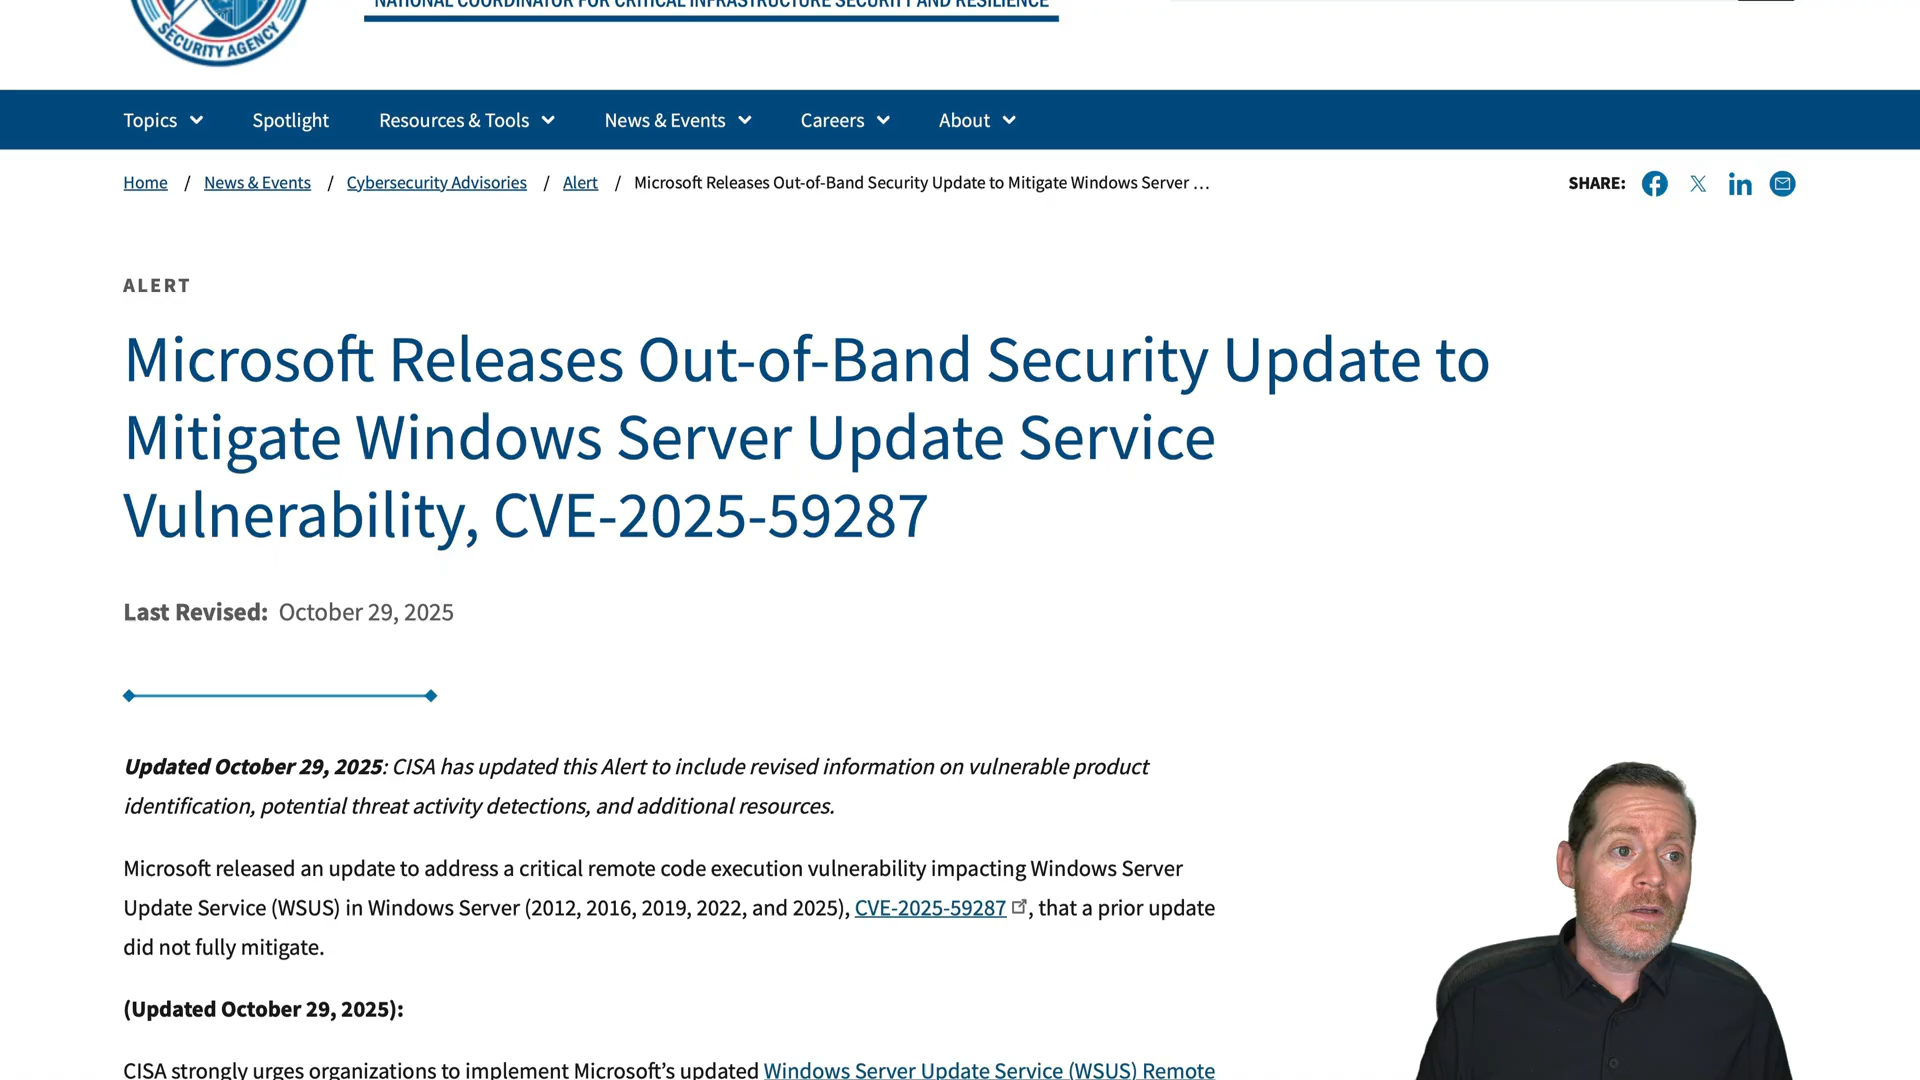 SECURITY AGENCY
NATIONAL COORDINATOR FOR CRITICAL INFRASTRUCTURE SECURITY AND RESILIENCE
Topics Spotlight Resources & Tools News & Events Careers About
Home / News & Events / Cybersecurity Advisories / Alert / Microsoft Releases Out-of-Band Security Update to Mitigate Windows Server …
SHARE:
ALERT
Microsoft Releases Out-of-Band Security Update to
Mitigate Windows Server Update Service
Vulnerability, CVE-2025-59287
Last Revised: October 29, 2025
Updated October 29, 2025: CISA has updated this Alert to include revised information on vulnerable product
identification, potential threat activity detections, and additional resources.
Microsoft released an update to address a critical remote code execution vulnerability impacting Windows Server
Update Service (WSUS) in Windows Server (2012, 2016, 2019, 2022, and 2025), CVE-2025-59287, that a prior update
did not fully mitigate.
(Updated October 29, 2025):
CISA strongly urges organizations to implement Microsoft's updated Windows Server Update Service (WSUS) Remote